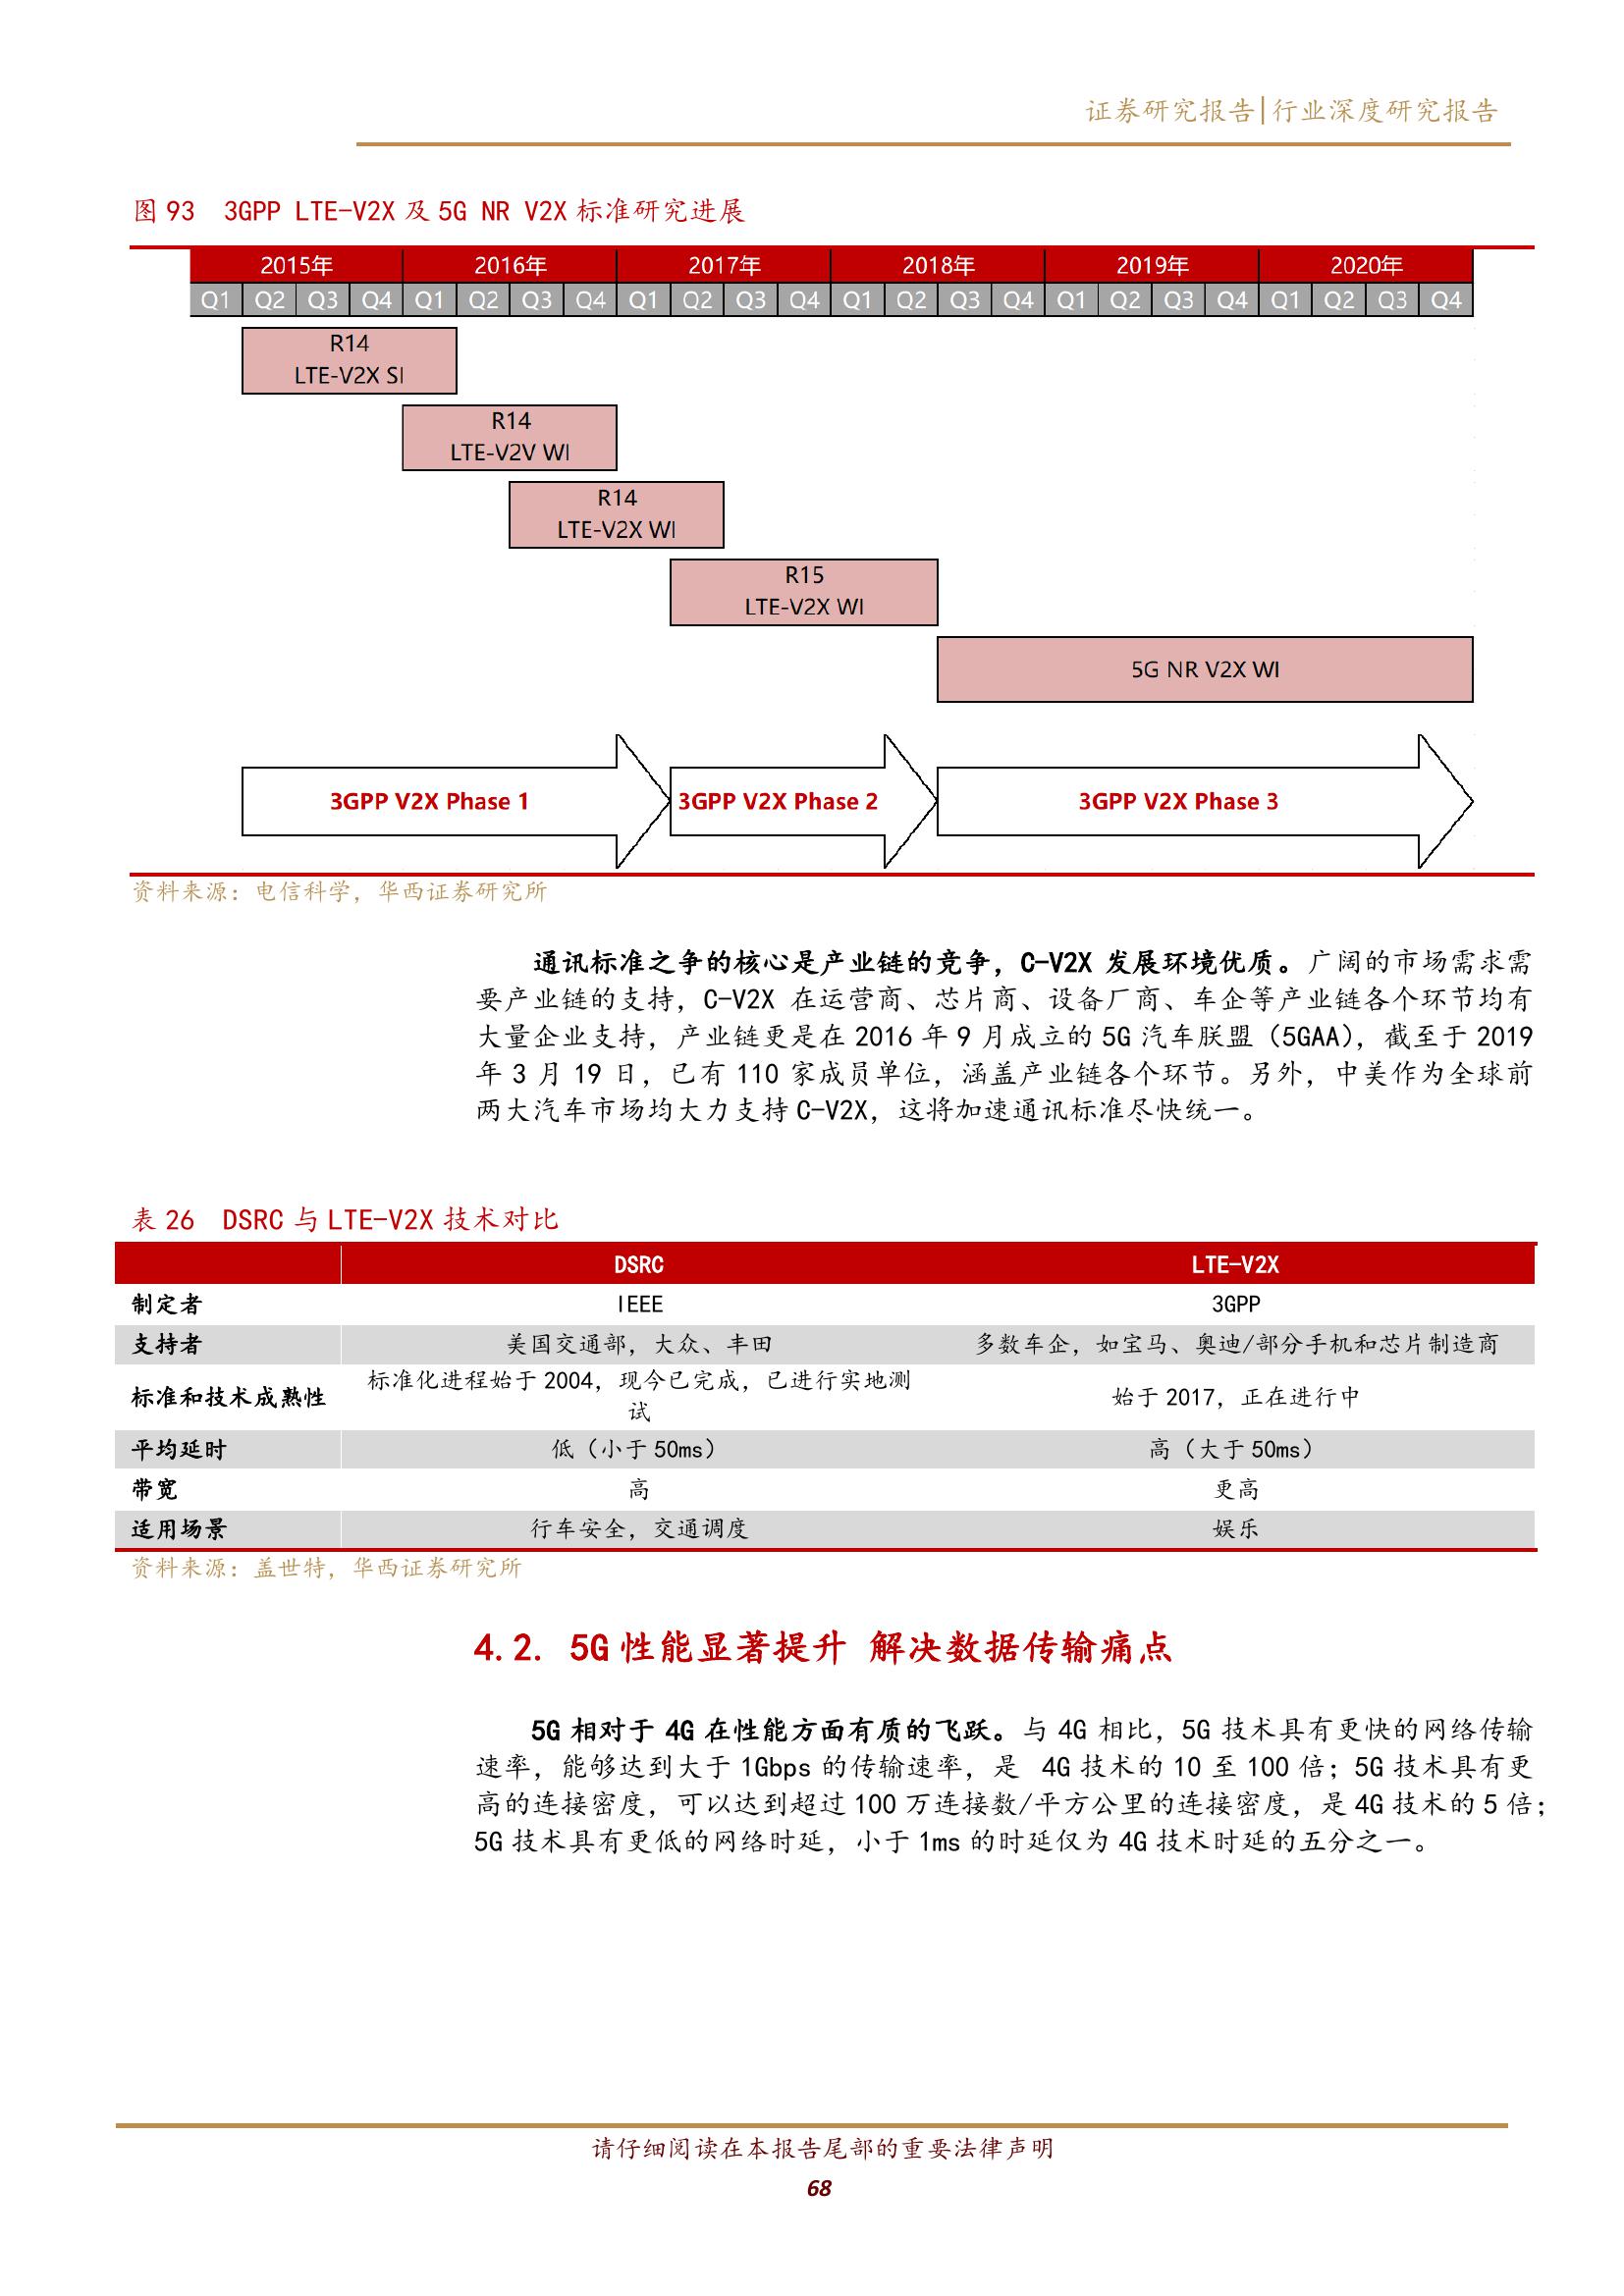 证券研究报告|行业深度研究报告
图 93 3GPP LTE-V2X 及 5G NR V2X 标准研究进展
2015年 2016年 2017年 2018年 2019年 2020年
Q1 Q2 Q3 Q4 Q1 Q2 Q3 Q4 Q1 Q2 Q3 Q4 Q1 Q2 Q3 Q4 Q1 Q2 Q3 Q4 Q1 Q2 Q3 Q4
R14
LTE-V2X SI
R14
LTE-V2V WI
R14
LTE-V2X WI
R15
LTE-V2X WI
5G NR V2X WI
3GPP V2X Phase 1 3GPP V2X Phase 2 3GPP V2X Phase 3
资料来源：电信科学，华西证券研究所
通讯标准之争的核心是产业链的竞争，C-V2X 发展环境优质。广阔的市场需求需
要产业链的支持，C-V2X 在运营商、芯片商、设备厂商、车企等产业链各个环节均有
大量企业支持，产业链更是在 2016 年 9 月成立的 5G 汽车联盟（5GAA），截至于 2019
年 3 月 19 日，已有 110 家成员单位，涵盖产业链各个环节。另外，中美作为全球前
两大汽车市场均大力支持 C-V2X，这将加速通讯标准尽快统一。
表 26 DSRC 与 LTE-V2X 技术对比
DSRC LTE-V2X
制定者 IEEE 3GPP
支持者 美国交通部，大众、丰田 多数车企，如宝马、奥迪/部分手机和芯片制造商
标准和技术成熟性 标准化进程始于 2004，现今已完成，已进行实地测
试 始于 2017，正在进行中
平均延时 低（小于 50ms） 高（大于 50ms）
带宽 高 更高
适用场景 行车安全，交通调度 娱乐
资料来源：盖世特，华西证券研究所
4.2. 5G 性能显著提升 解决数据传输痛点
5G 相对于 4G 在性能方面有质的飞跃。与 4G 相比，5G 技术具有更快的网络传输
速率，能够达到大于 1Gbps 的传输速率，是 4G 技术的 10 至 100 倍；5G 技术具有更
高的连接密度，可以达到超过 100 万连接数/平方公里的连接密度，是 4G 技术的 5 倍；
5G 技术具有更低的网络时延，小于 1ms 的时延仅为 4G 技术时延的五分之一。
请仔细阅读在本报告尾部的重要法律声明
68